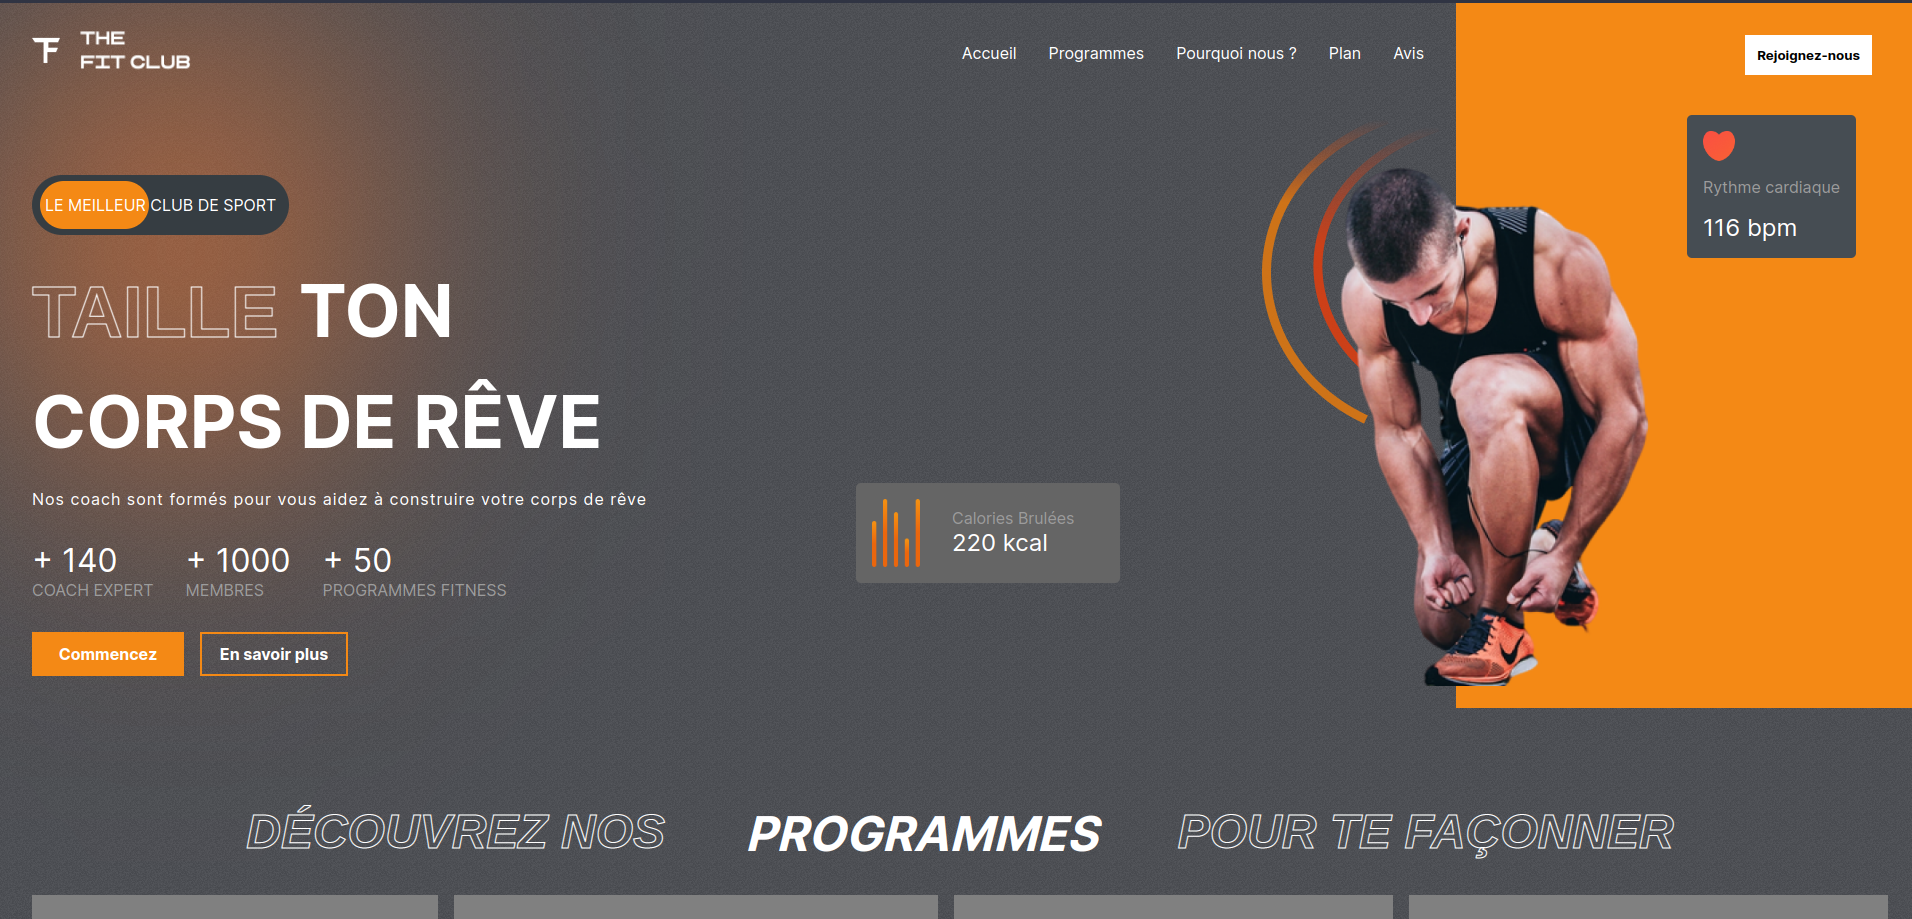 THE
FIT CLUB
Accueil
Programmes
Pourquoi nous ?
Plan
Avis
Rejoignez-nous
LE MEILLEUR CLUB DE SPORT
Rythme cardiaque
116 bpm
TAILLE TON
CORPS DE RÊVE
Nos coach sont formés pour vous aidez à construire votre corps de rêve
Calories Brulées
220 kcal
+ 140
COACH EXPERT
+ 1000
MEMBRES
+ 50
PROGRAMMES FITNESS
Commencez
En savoir plus
DÉCOUVREZ NOS PROGRAMMES POUR TE FAÇONNER